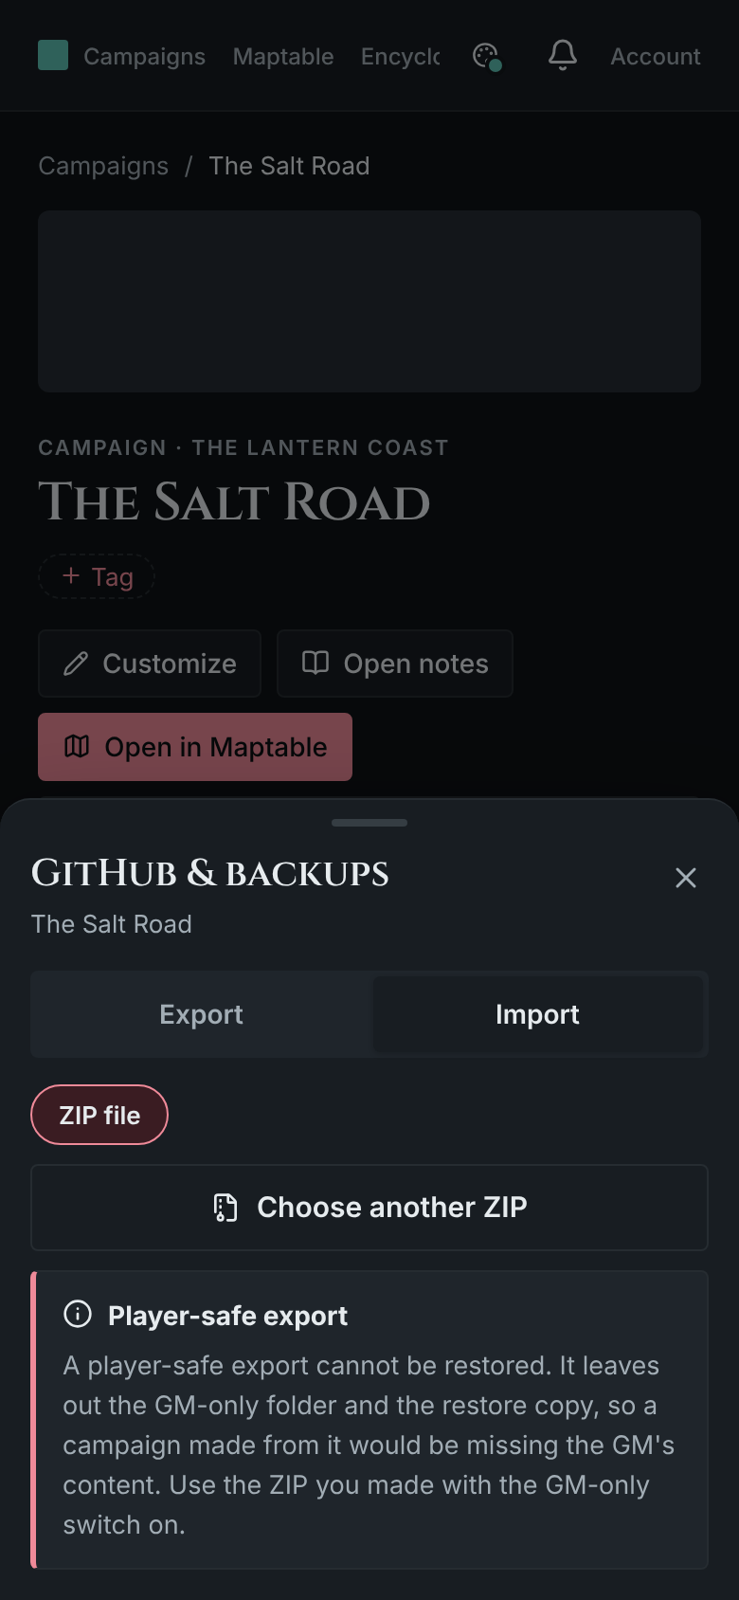 Campaigns Maptable Encycl Account
Campaigns / The Salt Road
CAMPAIGN · THE LANTERN COAST
The Salt Road
+ Tag
Customize Open notes
Open in Maptable
GitHub & backups
The Salt Road
Export Import
ZIP file
Choose another ZIP
Player-safe export
A player-safe export cannot be restored. It leaves
out the GM-only folder and the restore copy, so a
campaign made from it would be missing the GM's
content. Use the ZIP you made with the GM-only
switch on.